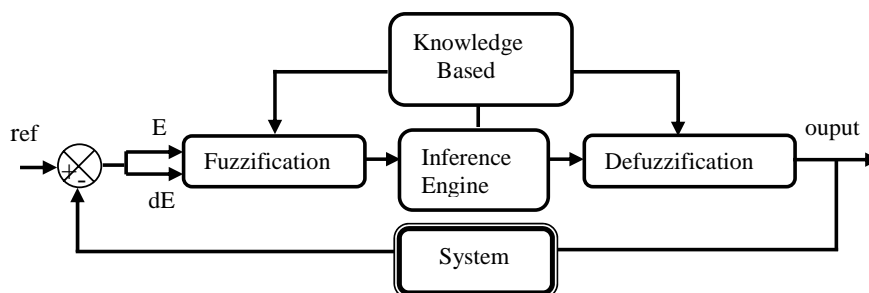 Knowledge
Based
ref
E
ouput
Fuzzification
Inference
Engine
Defuzzification
+
-
dE
System